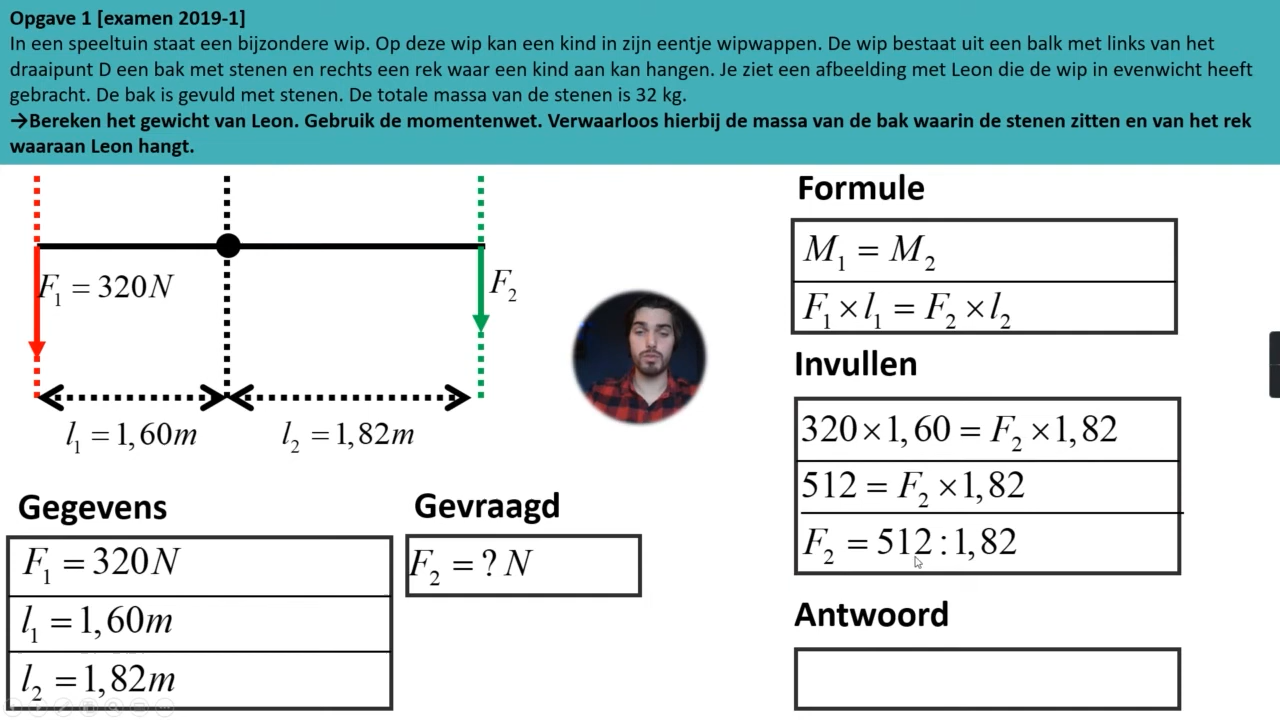 Opgave 1 [examen 2019-1]
In een speeltuin staat een bijzondere wip. Op deze wip kan een kind in zijn eentje wipwappen. De wip bestaat uit een balk met links van het
draaipunt D een bak met stenen en rechts een rek waar een kind aan kan hangen. Je ziet een afbeelding met Leon die de wip in evenwicht heeft
gebracht. De bak is gevuld met stenen. De totale massa van de stenen is 32 kg.
→Bereken het gewicht van Leon. Gebruik de momentenwet. Verwaarloos hierbij de massa van de bak waarin de stenen zitten en van het rek
waaraan Leon hangt.
F₁ = 320N
F₂
l₁ = 1,60m
l₂ = 1,82m
Gegevens
F₁ = 320N
l₁ = 1,60m
l₂ = 1,82m
Gevraagd
F₂ = ? N
Formule
M₁ = M₂
F₁ × l₁ = F₂ × l₂
Invullen
320 × 1,60 = F₂ × 1,82
512 = F₂ × 1,82
F₂ = 512 : 1,82
Antwoord